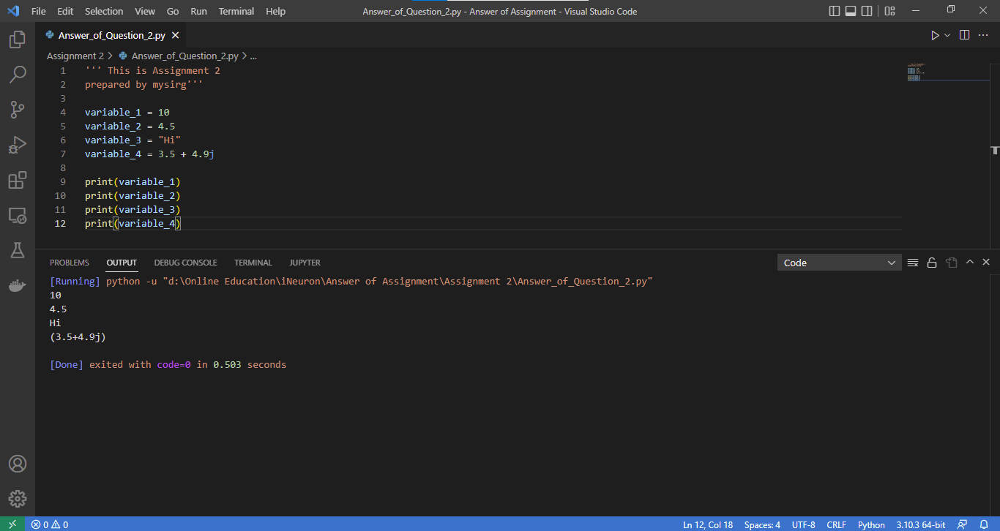 File Edit Selection View Go Run Terminal Help Answer_of_Question_2.py - Answer of Assignment - Visual Studio Code
Answer_of_Question_2.py
Assignment 2 > Answer_of_Question_2.py > ...
1 ''' This is Assignment 2
2 prepared by mysirg'''
3
4 variable_1 = 10
5 variable_2 = 4.5
6 variable_3 = "Hi"
7 variable_4 = 3.5 + 4.9j
8
9 print(variable_1)
10 print(variable_2)
11 print(variable_3)
12 print(variable_4)
PROBLEMS OUTPUT DEBUG CONSOLE TERMINAL JUPYTER Code
[Running] python -u "d:\Online Education\iNeuron\Answer of Assignment\Assignment 2\Answer_of_Question_2.py"
10
4.5
Hi
(3.5+4.9j)
[Done] exited with code=0 in 0.503 seconds
0 0 Ln 12, Col 18 Spaces: 4 UTF-8 CRLF Python 3.10.3 64-bit